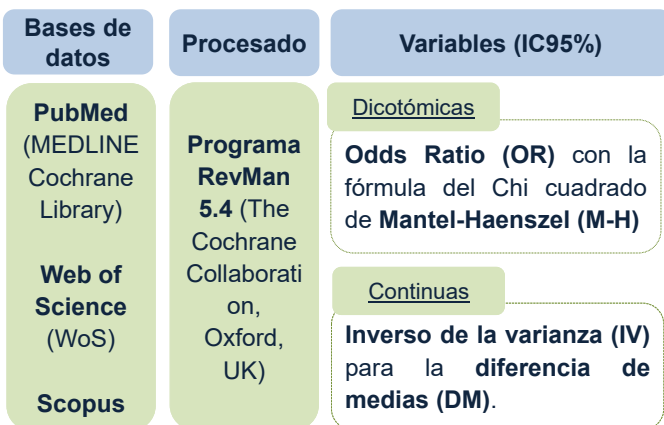 Bases de
datos
PubMed
(MEDLINE
Cochrane
Library)
Web of
Science
(WoS)
Scopus
Procesado
Programa
RevMan
5.4 (The
Cochrane
Collaborati
on,
Oxford,
UK)
Variables (IC95%)
Dicotómicas
Odds Ratio (OR) con la
fórmula del Chi cuadrado
de Mantel-Haenszel (M-H)
Continuas
Inverso de la varianza (IV)
para la diferencia de
medias (DM).